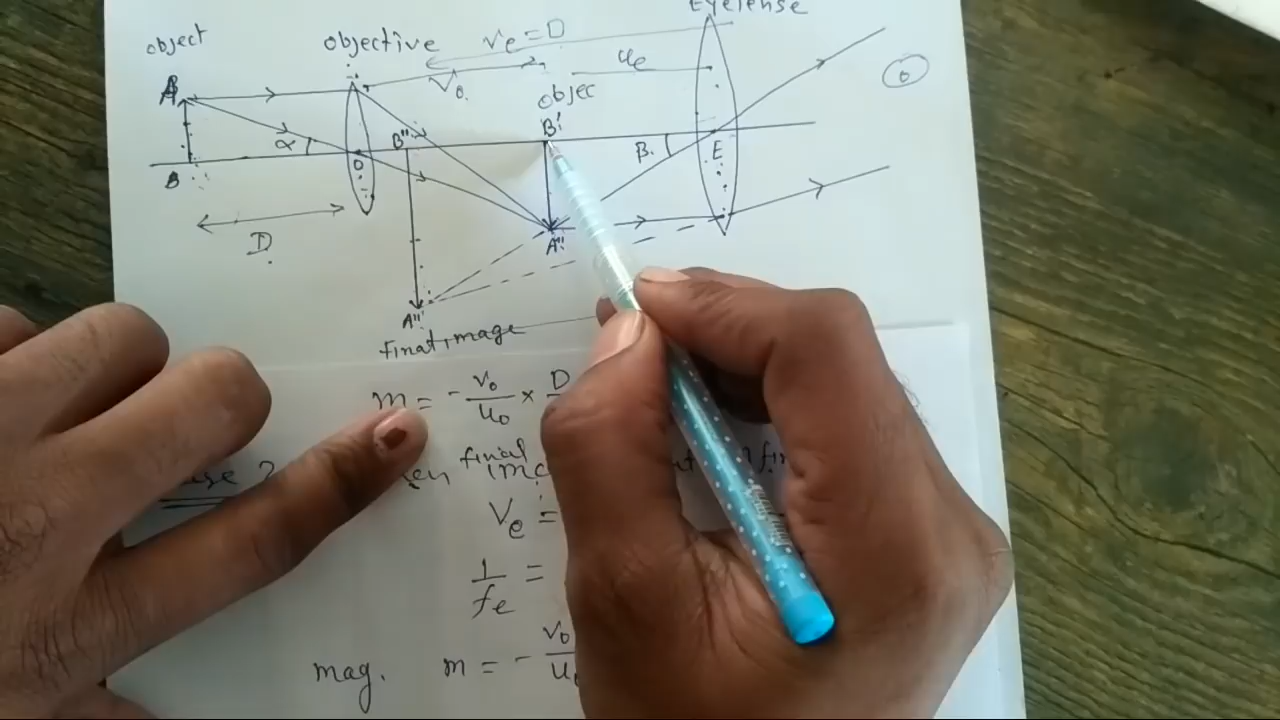 Eyelense
object
objective
Ve = D
ue
Vo
objec
A
B
α
O
B"
B'
β
E
D
A"
A"
final image
m = - vo/uo × D
final
Ve =
1/fe =
mag. m = - vo/u